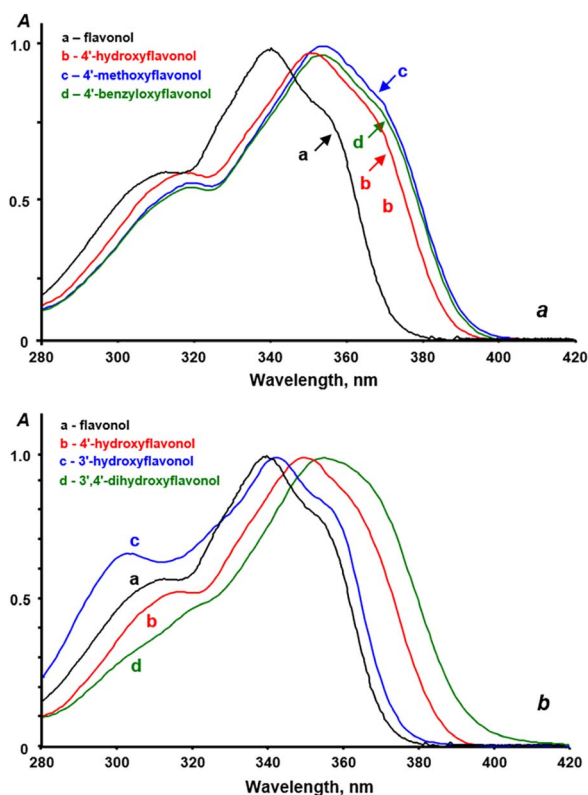 A
a – flavonol
b - 4'-hydroxyflavonol
c – 4'-methoxyflavonol
d – 4'-benzyloxyflavonol
1.0
c
d
a
b
b
0.5
a
0
280 300 320 340 360 380 400 420
Wavelength, nm
A
a - flavonol
b - 4'-hydroxyflavonol
c - 3'-hydroxyflavonol
d - 3',4'-dihydroxyflavonol
1.0
c
a
b
0.5
d
b
0
280 300 320 340 360 380 400 420
Wavelength, nm